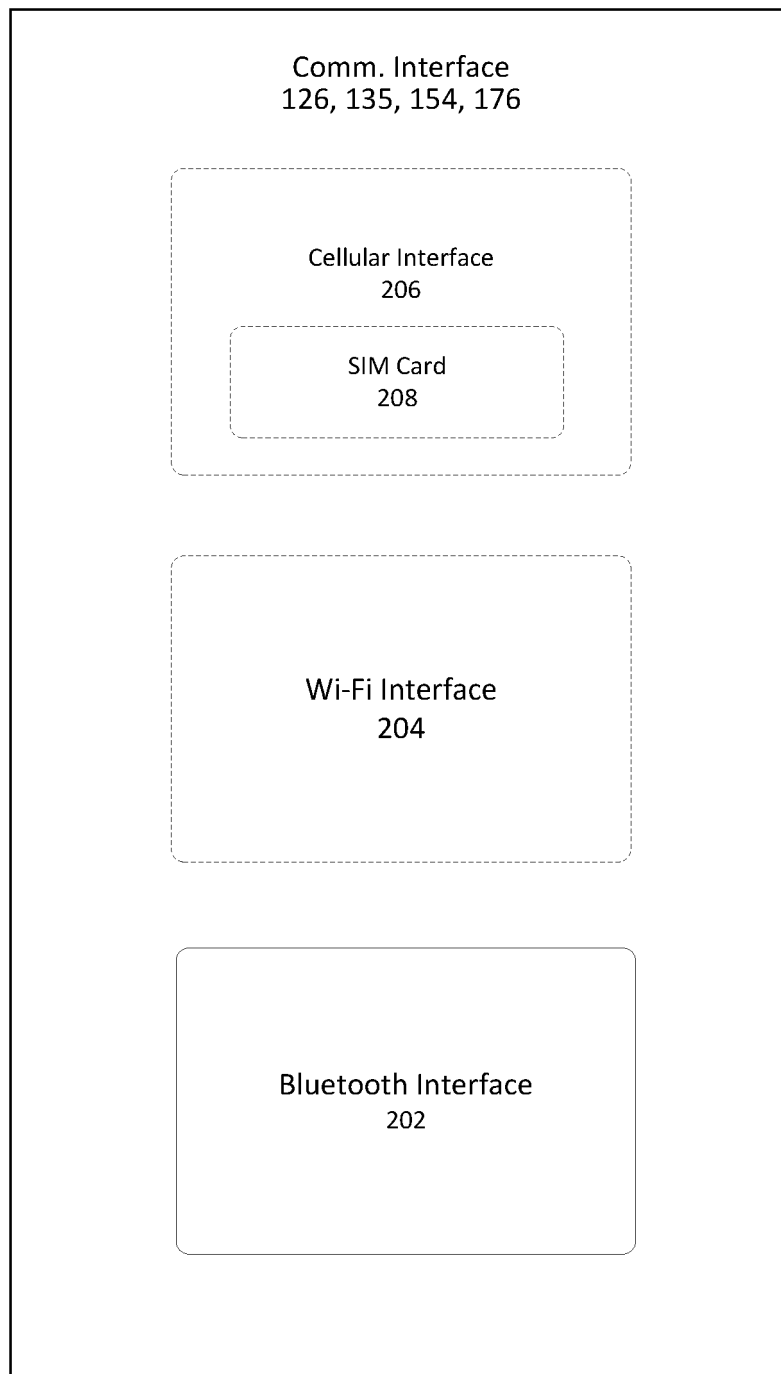 Comm. Interface
126, 135, 154, 176
Cellular Interface
206
SIM Card
208
Wi-Fi Interface
204
Bluetooth Interface
202